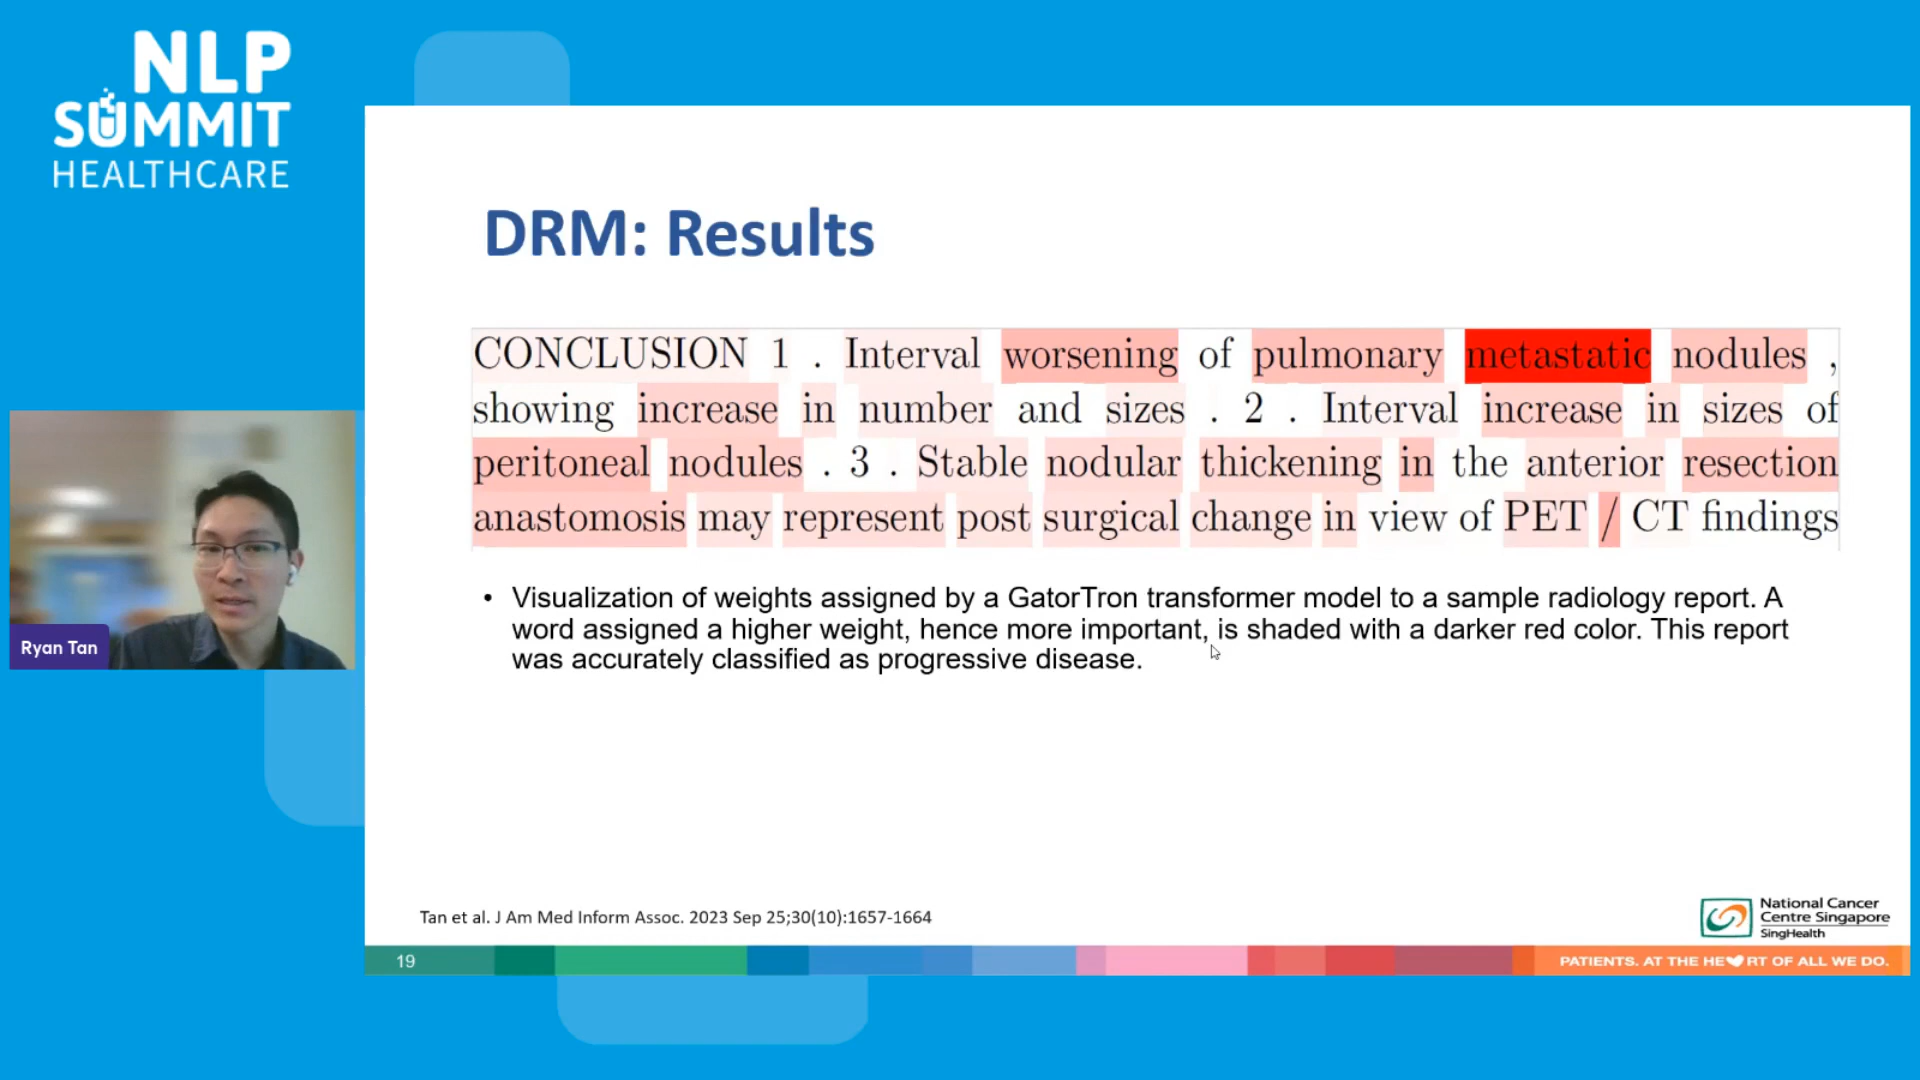 NLP
SUMMIT
HEALTHCARE
DRM: Results
CONCLUSION 1 . Interval worsening of pulmonary metastatic nodules ,
showing increase in number and sizes . 2 . Interval increase in sizes of
peritoneal nodules . 3 . Stable nodular thickening in the anterior resection
anastomosis may represent post surgical change in view of PET / CT findings
• Visualization of weights assigned by a GatorTron transformer model to a sample radiology report. A
word assigned a higher weight, hence more important, is shaded with a darker red color. This report
was accurately classified as progressive disease.
Ryan Tan
Tan et al. J Am Med Inform Assoc. 2023 Sep 25;30(10):1657-1664
National Cancer
Centre Singapore
SingHealth
19
PATIENTS. AT THE HE♥RT OF ALL WE DO.